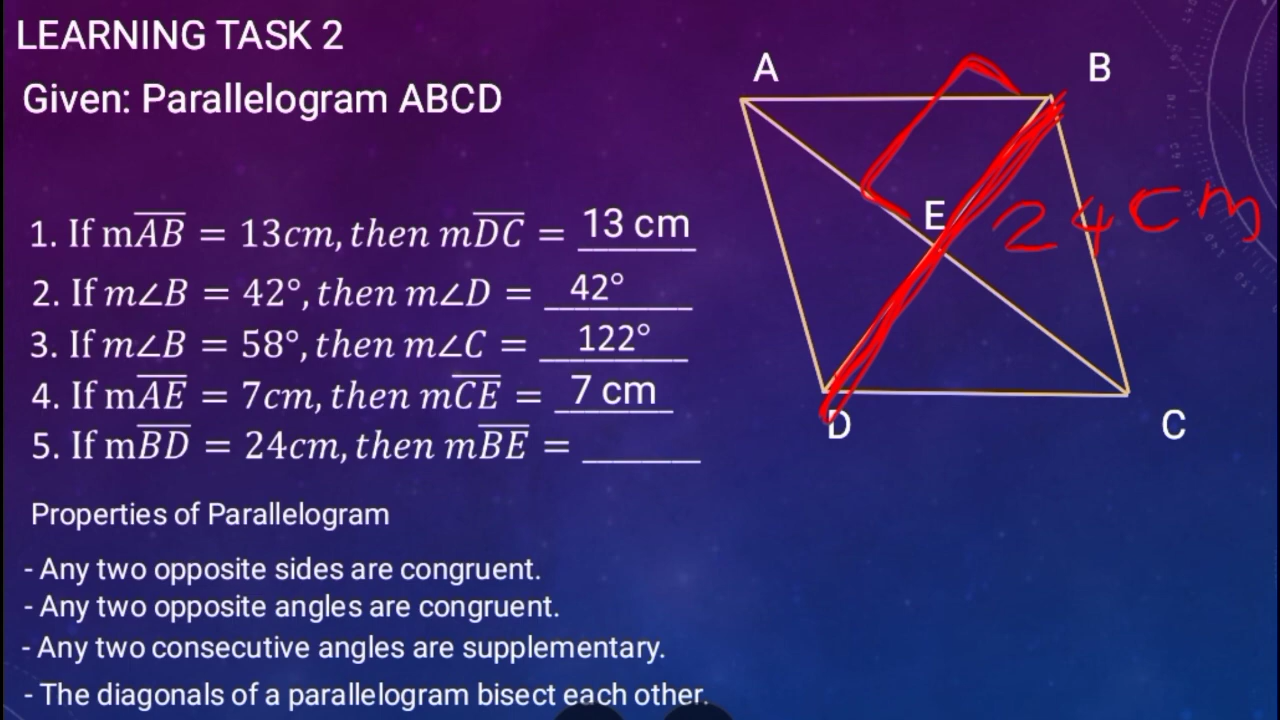 LEARNING TASK 2
Given: Parallelogram ABCD
1. If mAB = 13cm, then mDC = 13 cm
2. If m∠B = 42°, then m∠D = 42°
3. If m∠B = 58°, then m∠C = 122°
4. If mAE = 7cm, then mCE = 7 cm
5. If mBD = 24cm, then mBE = ______
Properties of Parallelogram
- Any two opposite sides are congruent.
- Any two opposite angles are congruent.
- Any two consecutive angles are supplementary.
- The diagonals of a parallelogram bisect each other.
A
B
E
24cm
D
C